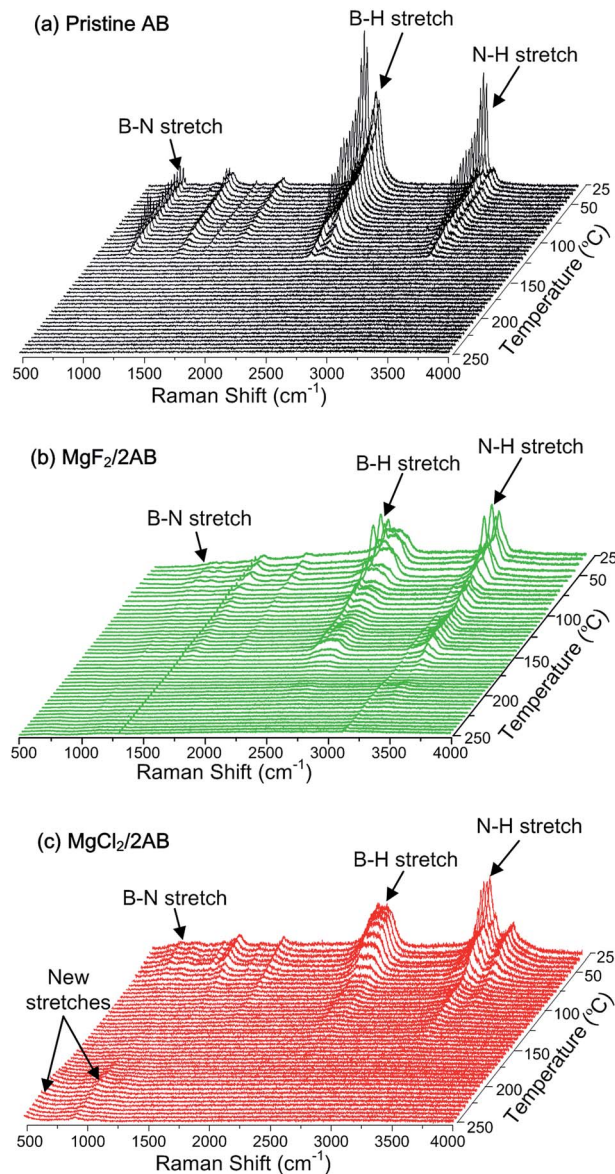 (a) Pristine AB
B-H stretch
N-H stretch
B-N stretch
25
50
100
150
200
250
Temperature (ºC)
500 1000 1500 2000 2500 3000 3500 4000
Raman Shift (cm⁻¹)
(b) MgF₂/2AB
N-H stretch
B-H stretch
B-N stretch
25
50
100
150
200
250
Temperature (ºC)
500 1000 1500 2000 2500 3000 3500 4000
Raman Shift (cm⁻¹)
(c) MgCl₂/2AB
N-H stretch
B-H stretch
B-N stretch
New
stretches
25
50
100
150
200
250
Temperature (ºC)
500 1000 1500 2000 2500 3000 3500 4000
Raman Shift (cm⁻¹)